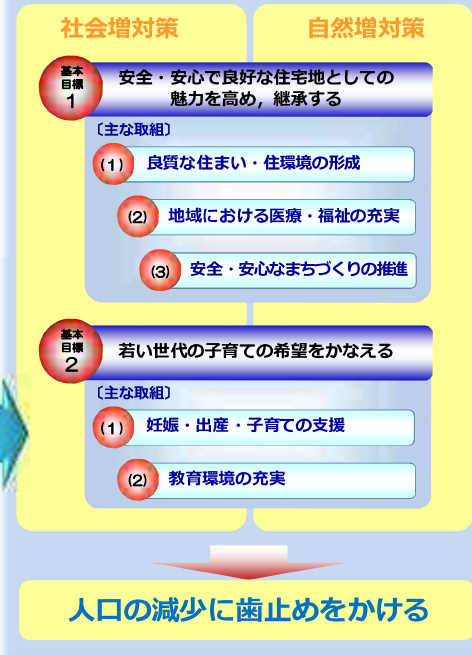 社会増対策
自然増対策
基本
目標
1
安全・安心で良好な住宅地としての
魅力を高め，継承する
〔主な取組〕
(1) 良質な住まい・住環境の形成
(2) 地域における医療・福祉の充実
(3) 安全・安心なまちづくりの推進
基本
目標
2
若い世代の子育ての希望をかなえる
〔主な取組〕
(1) 妊娠・出産・子育ての支援
(2) 教育環境の充実
人口の減少に歯止めをかける